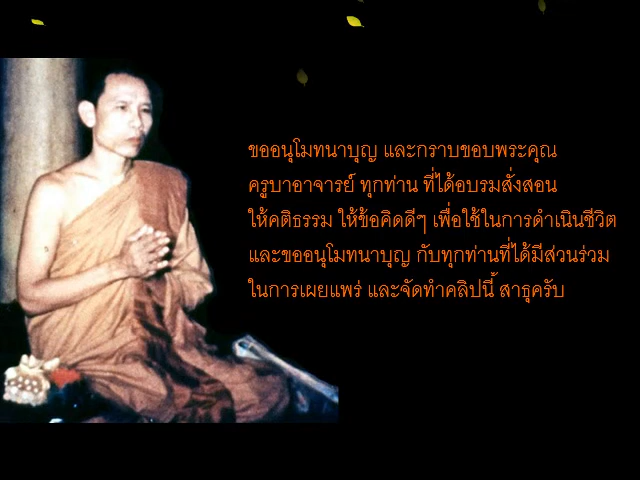 ขออนุโมทนาบุญ และกราบขอบพระคุณ
ครูบาอาจารย์ ทุกท่าน ที่ได้อบรมสั่งสอน
ให้คติธรรม ให้ข้อคิดดีๆ เพื่อใช้ในการดำเนินชีวิต
และขออนุโมทนาบุญ กับทุกท่านที่ได้มีส่วนร่วม
ในการเผยแพร่ และจัดทำคลิปนี้ สาธุครับ